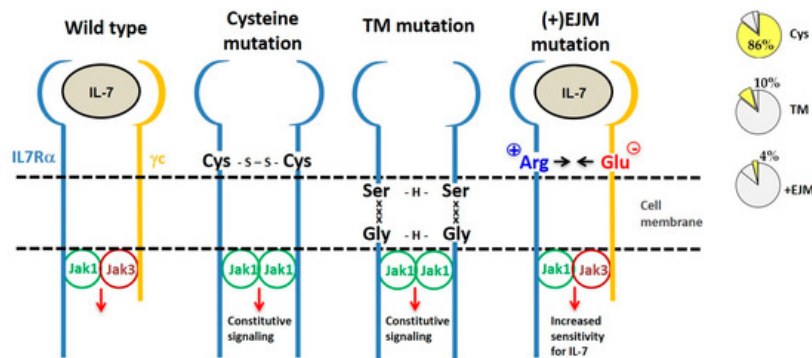 Wild type
Cysteine
mutation
TM mutation
(+)EJM
mutation
IL-7
IL-7
IL7Rα
γc
Cys - S – S - Cys
Arg
+
Glu
-
Ser - H - Ser
x x
x x
x x
x x
Gly - H - Gly
Cell
membrane
Jak1 Jak3
Jak1 Jak1
Jak1 Jak1
Jak1 Jak3
Constitutive
signaling
Constitutive
signaling
Increased
sensitivity
for IL-7
86%
Cys
10%
TM
4%
+EJM